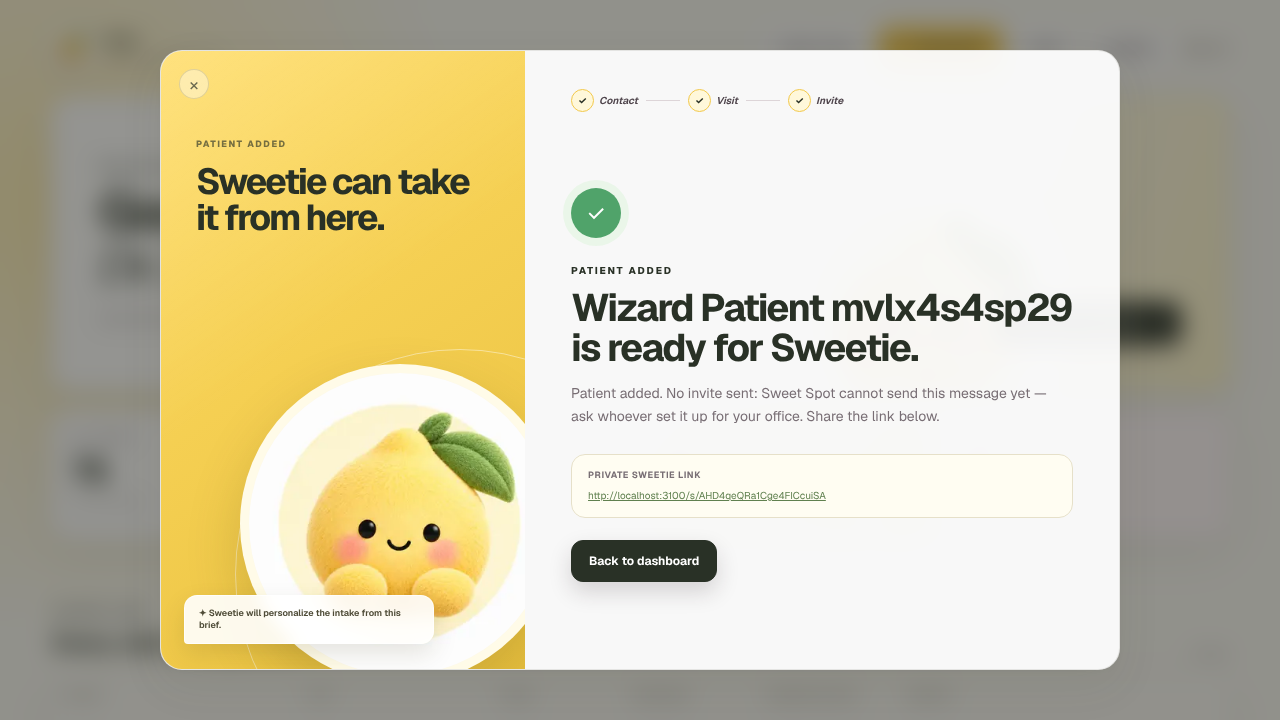 PATIENT ADDED
Sweetie can take
it from here.
✦ Sweetie will personalize the intake from this
brief.
Contact
Visit
Invite
PATIENT ADDED
Wizard Patient mvlx4s4sp29
is ready for Sweetie.
Patient added. No invite sent: Sweet Spot cannot send this message yet —
ask whoever set it up for your office. Share the link below.
PRIVATE SWEETIE LINK
http://localhost:3100/s/AHD4qeQRa1Cge4FICcuiSA
Back to dashboard